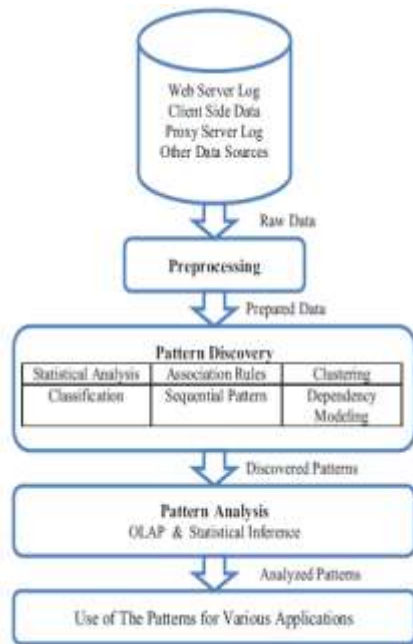 Web Server Log
Client Side Data
Proxy Server Log
Other Data Sources
Raw Data
Preprocessing
Prepared Data
Pattern Discovery
Statistical Analysis Association Rules Clustering
Classification Sequential Pattern Dependency
Modeling
Discovered Patterns
Pattern Analysis
OLAP & Statistical Inference
Analyzed Patterns
Use of The Patterns for Various Applications